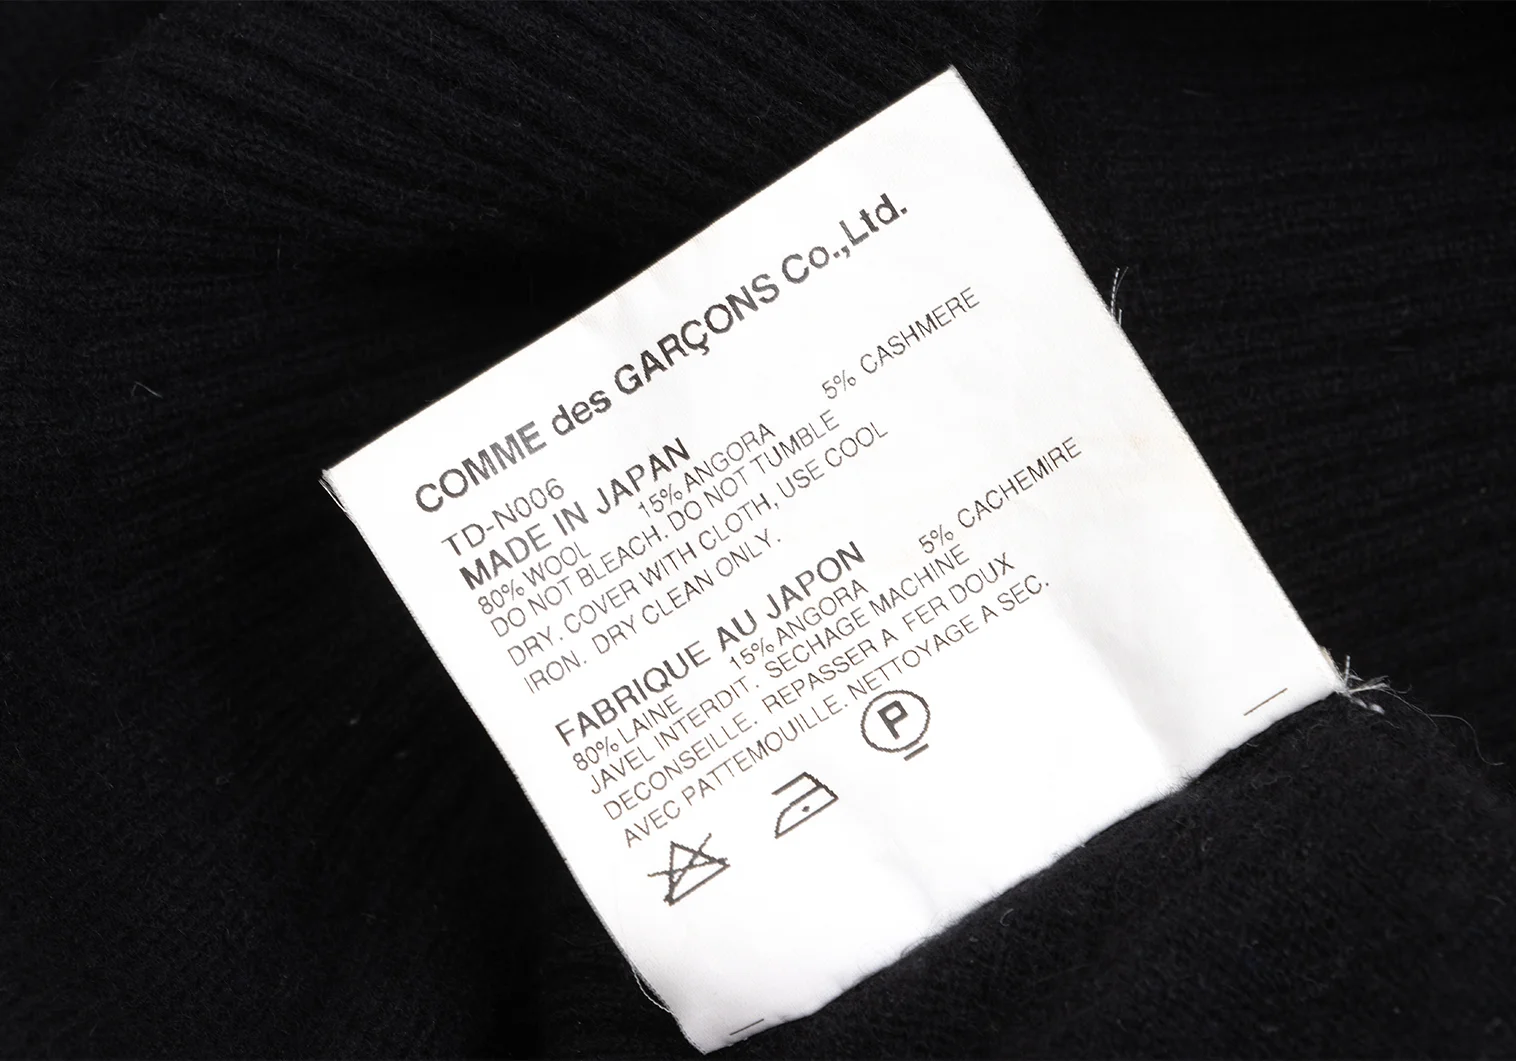 COMME des GARÇONS Co.,Ltd.
TD-N006
MADE IN JAPAN
80% WOOL 15% ANGORA 5% CASHMERE
DO NOT BLEACH. DO NOT TUMBLE
DRY. COVER WITH CLOTH, USE COOL
IRON. DRY CLEAN ONLY.
FABRIQUE AU JAPON
80% LAINE 15% ANGORA 5% CACHEMIRE
JAVEL INTERDIT. SECHAGE MACHINE
DECONSEILLE. REPASSER A FER DOUX
AVEC PATTEMOUILLE. NETTOYAGE A SEC.
P